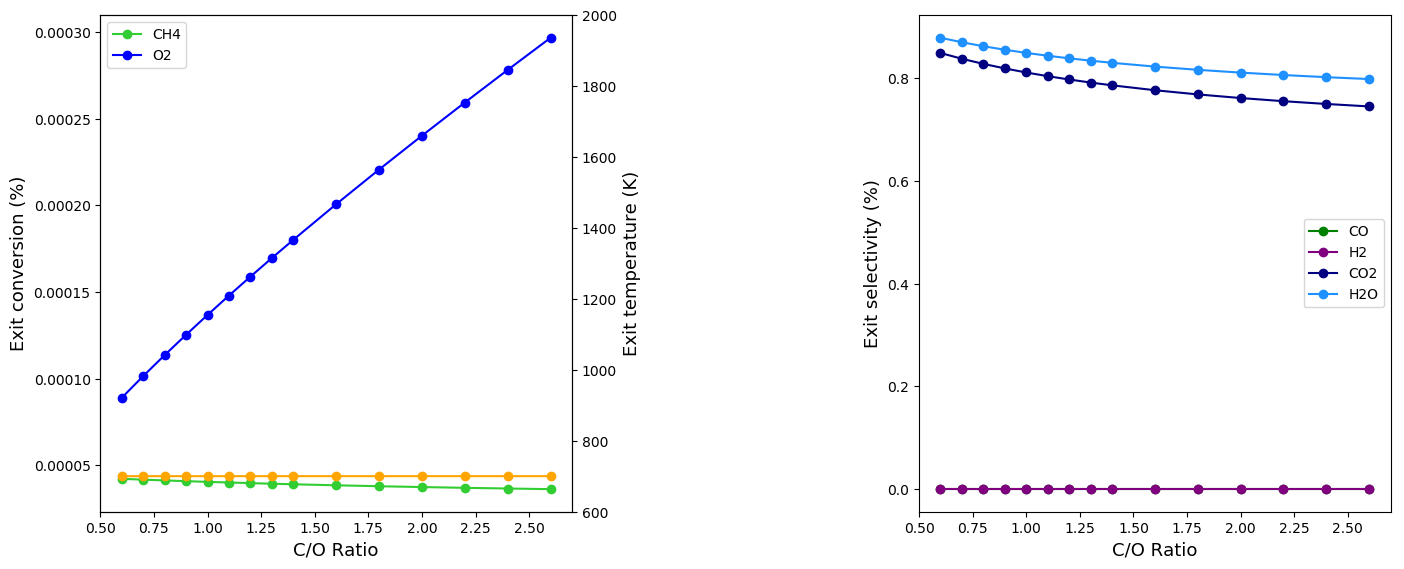 CH4
O2
0.00030
0.00025
0.00020
0.00015
0.00010
0.00005
Exit conversion (%)
0.50 0.75 1.00 1.25 1.50 1.75 2.00 2.25 2.50
C/O Ratio
2000
1800
1600
1400
1200
1000
800
600
Exit temperature (K)
0.8
0.6
0.4
0.2
0.0
Exit selectivity (%)
CO
H2
CO2
H2O
0.50 0.75 1.00 1.25 1.50 1.75 2.00 2.25 2.50
C/O Ratio